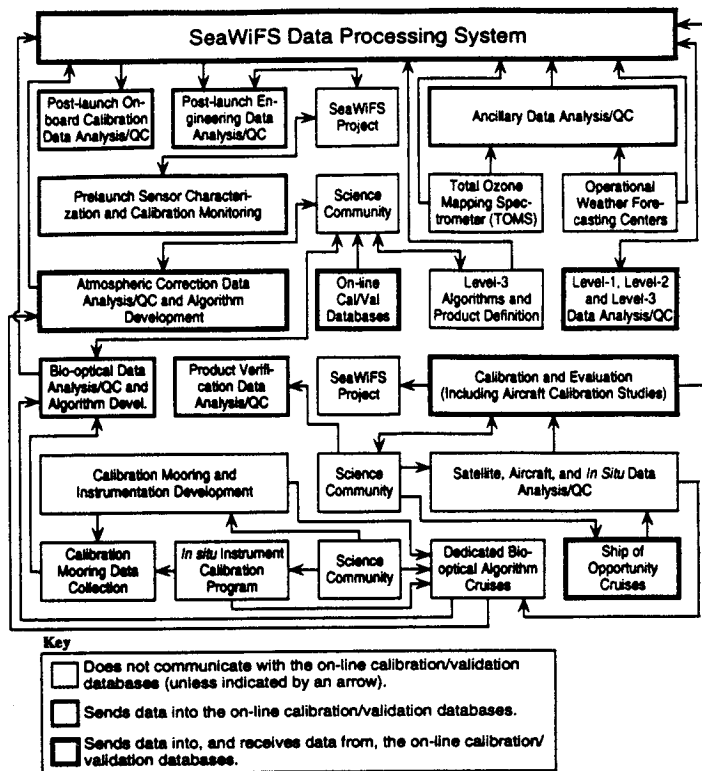 SeaWiFS Data Processing System
Post-launch On-
board Calibration
Data Analysis/QC
Post-launch En-
gineering Data
Analysis/QC
SeaWiFS
Project
Ancillary Data Analysis/QC
Prelaunch Sensor Characteri-
zation and Calibration Monitoring
Science
Community
Total Ozone
Mapping Spec-
trometer (TOMS)
Operational
Weather Fore-
casting Centers
Atmospheric Correction Data
Analysis/QC and Algorithm
Development
On-line
Cal/Val
Databases
Level-3
Algorithms and
Product Definition
Level-1, Level-2
and Level-3
Data Analysis/QC
Bio-optical Data
Analysis/QC and
Algorithm Devel.
Product Verifi-
cation Data
Analysis/QC
SeaWiFS
Project
Calibration and Evaluation
(Including Aircraft Calibration Studies)
Calibration Mooring and
Instrumentation Development
Science
Community
Satellite, Aircraft, and In Situ Data
Analysis/QC
Calibration
Mooring Data
Collection
In situ Instrument
Calibration
Program
Science
Community
Dedicated Bio-
optical Algorithm
Cruises
Ship of
Opportunity
Cruises
Key
Does not communicate with the on-line calibration/validation
databases (unless indicated by an arrow).
Sends data into the on-line calibration/validation databases.
Sends data into, and receives data from, the on-line calibration/
validation databases.